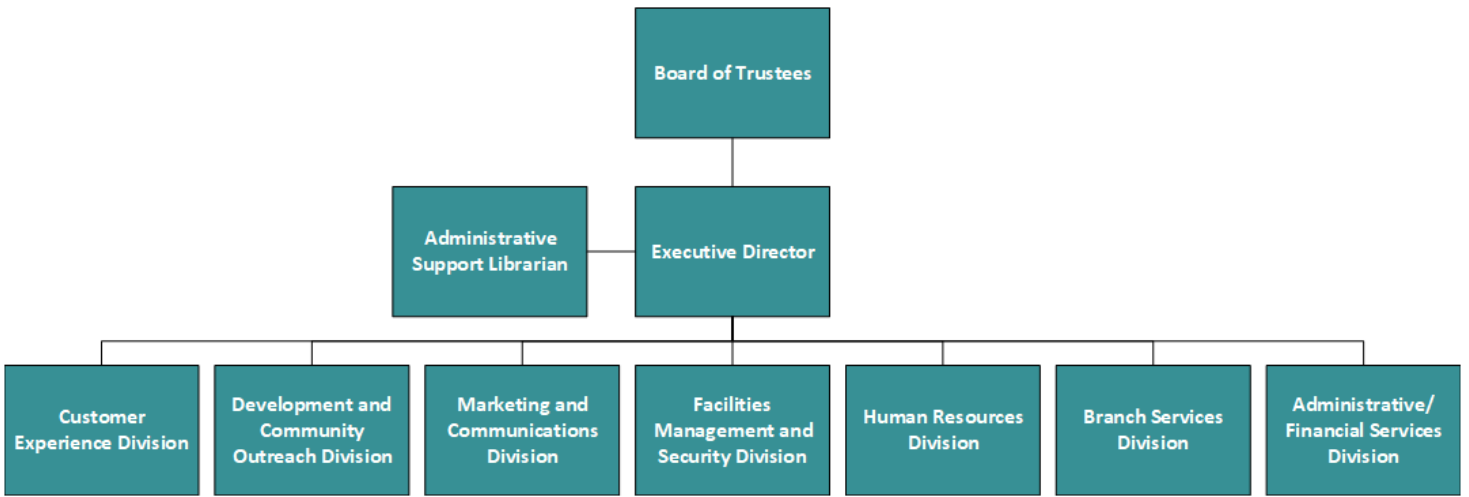 Board of Trustees
Administrative
Support Librarian
Executive Director
Customer
Experience Division
Development and
Community
Outreach Division
Marketing and
Communications
Division
Facilities
Management and
Security Division
Human Resources
Division
Branch Services
Division
Administrative/
Financial Services
Division